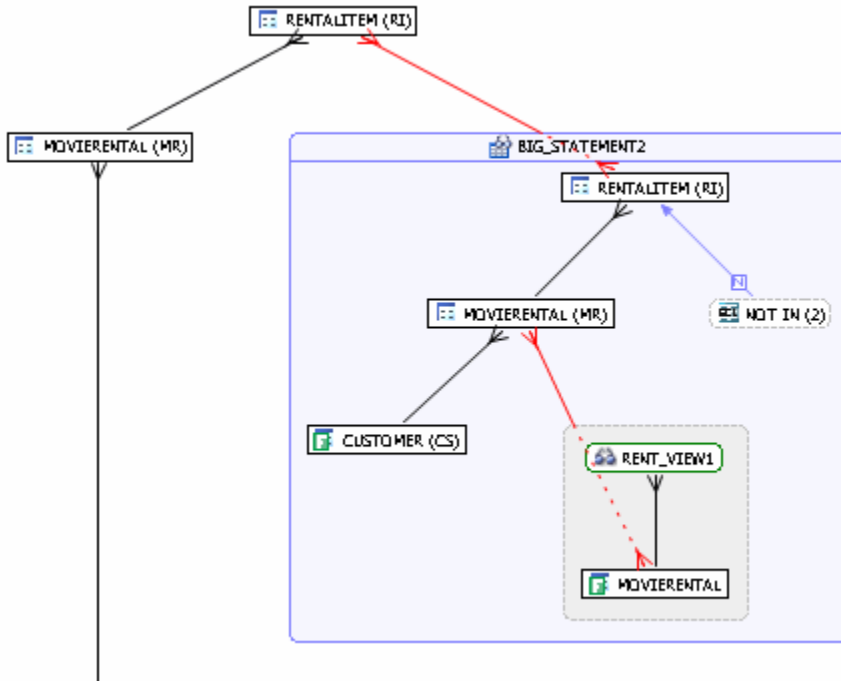 RENTALITEM (RI)
MOVIERENTAL (MR)
BIG_STATEMENT2
RENTALITEM (RI)
N
MOVIERENTAL (MR)
NOT IN (2)
CUSTOMER (CS)
RENT_VIEW1
MOVIERENTAL